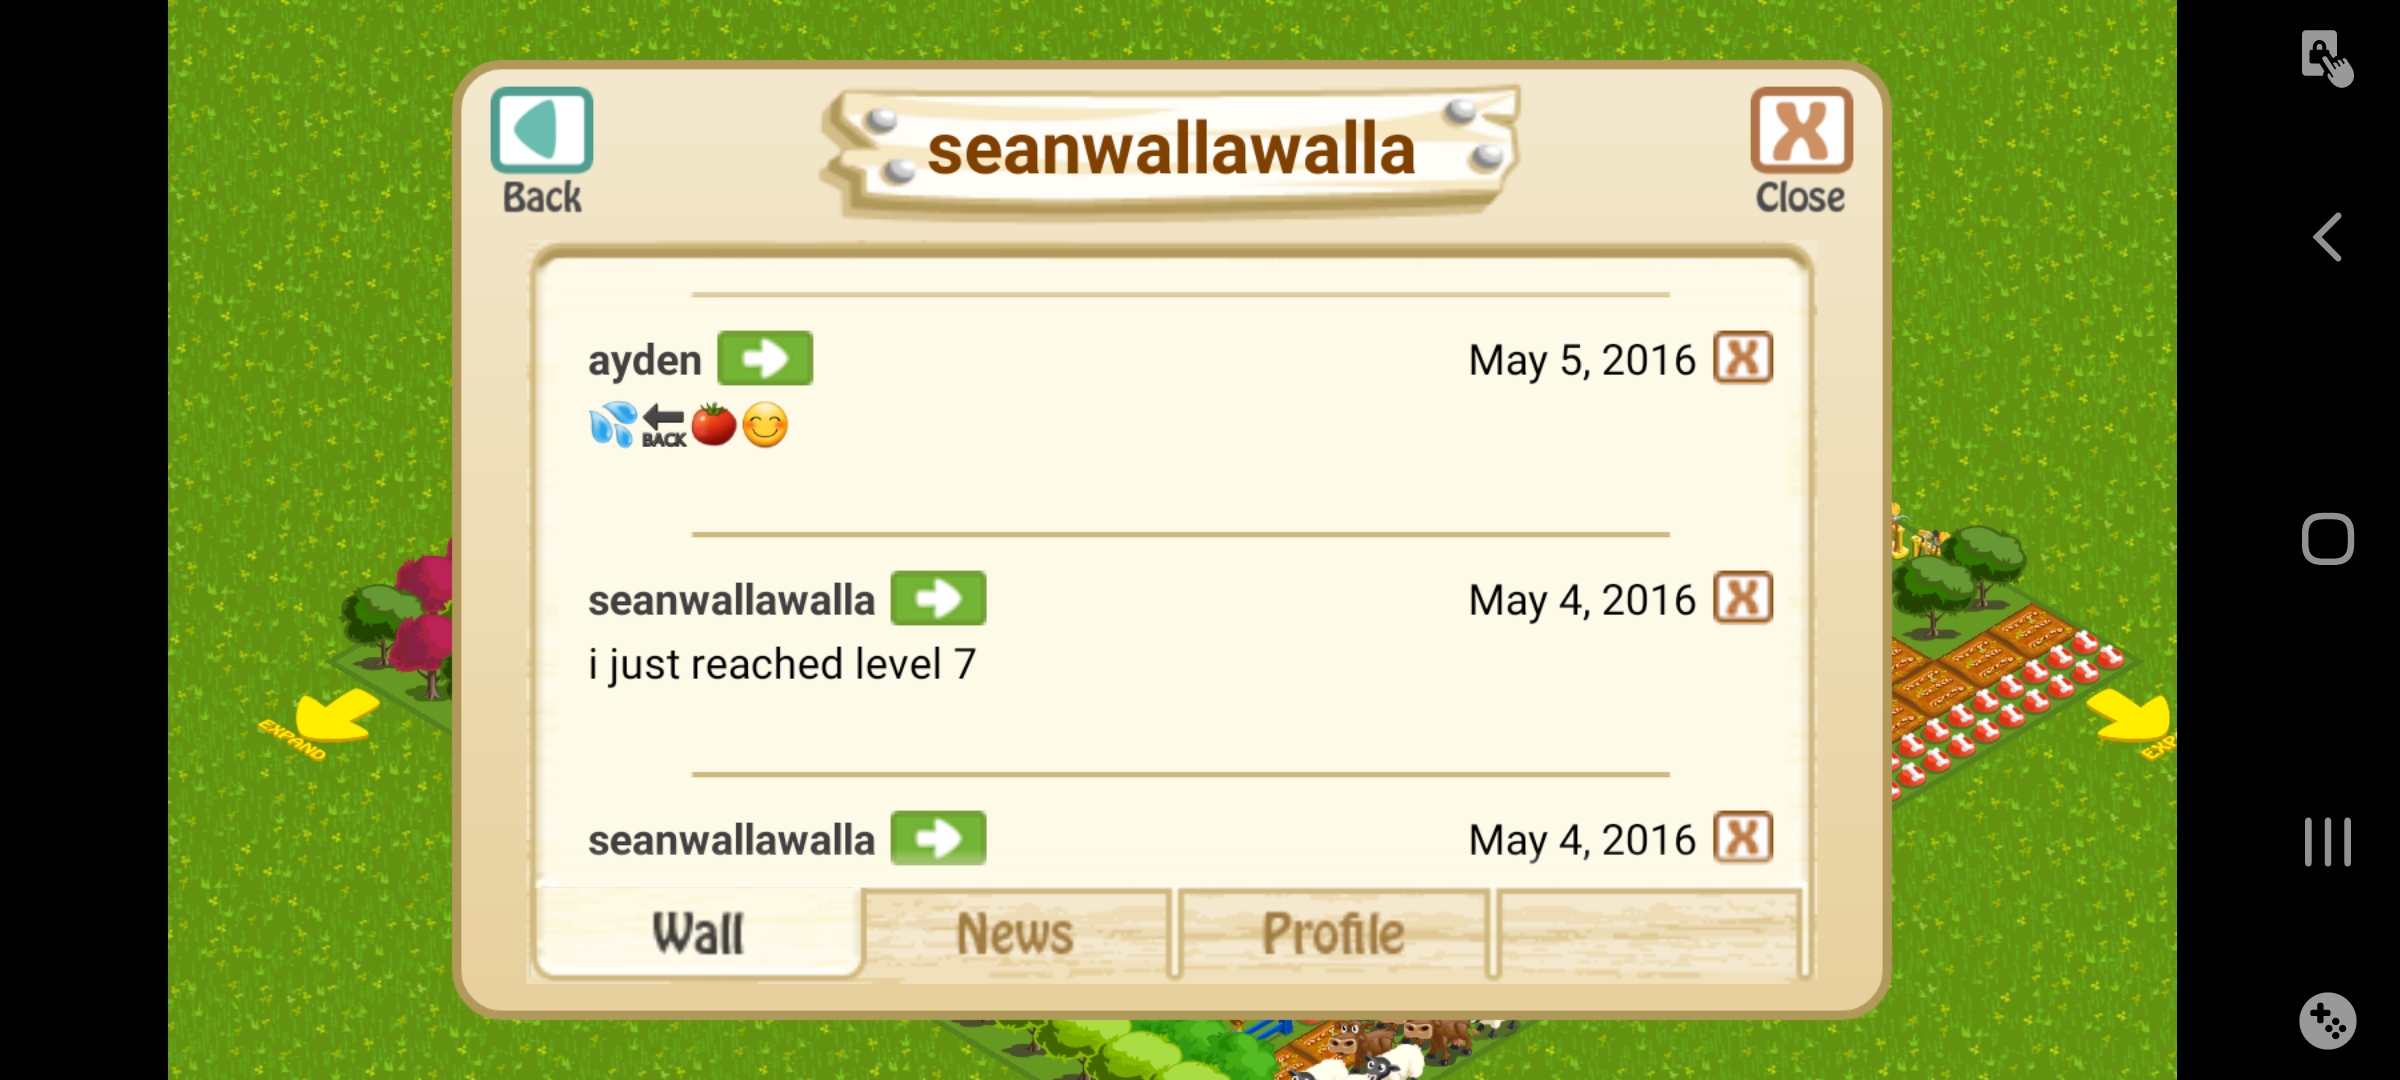 seanwallawalla
Back
Close
ayden
May 5, 2016
💦🔙🍅😊
seanwallawalla
May 4, 2016
i just reached level 7
seanwallawalla
May 4, 2016
Wall
News
Profile
EXPAND
EXP